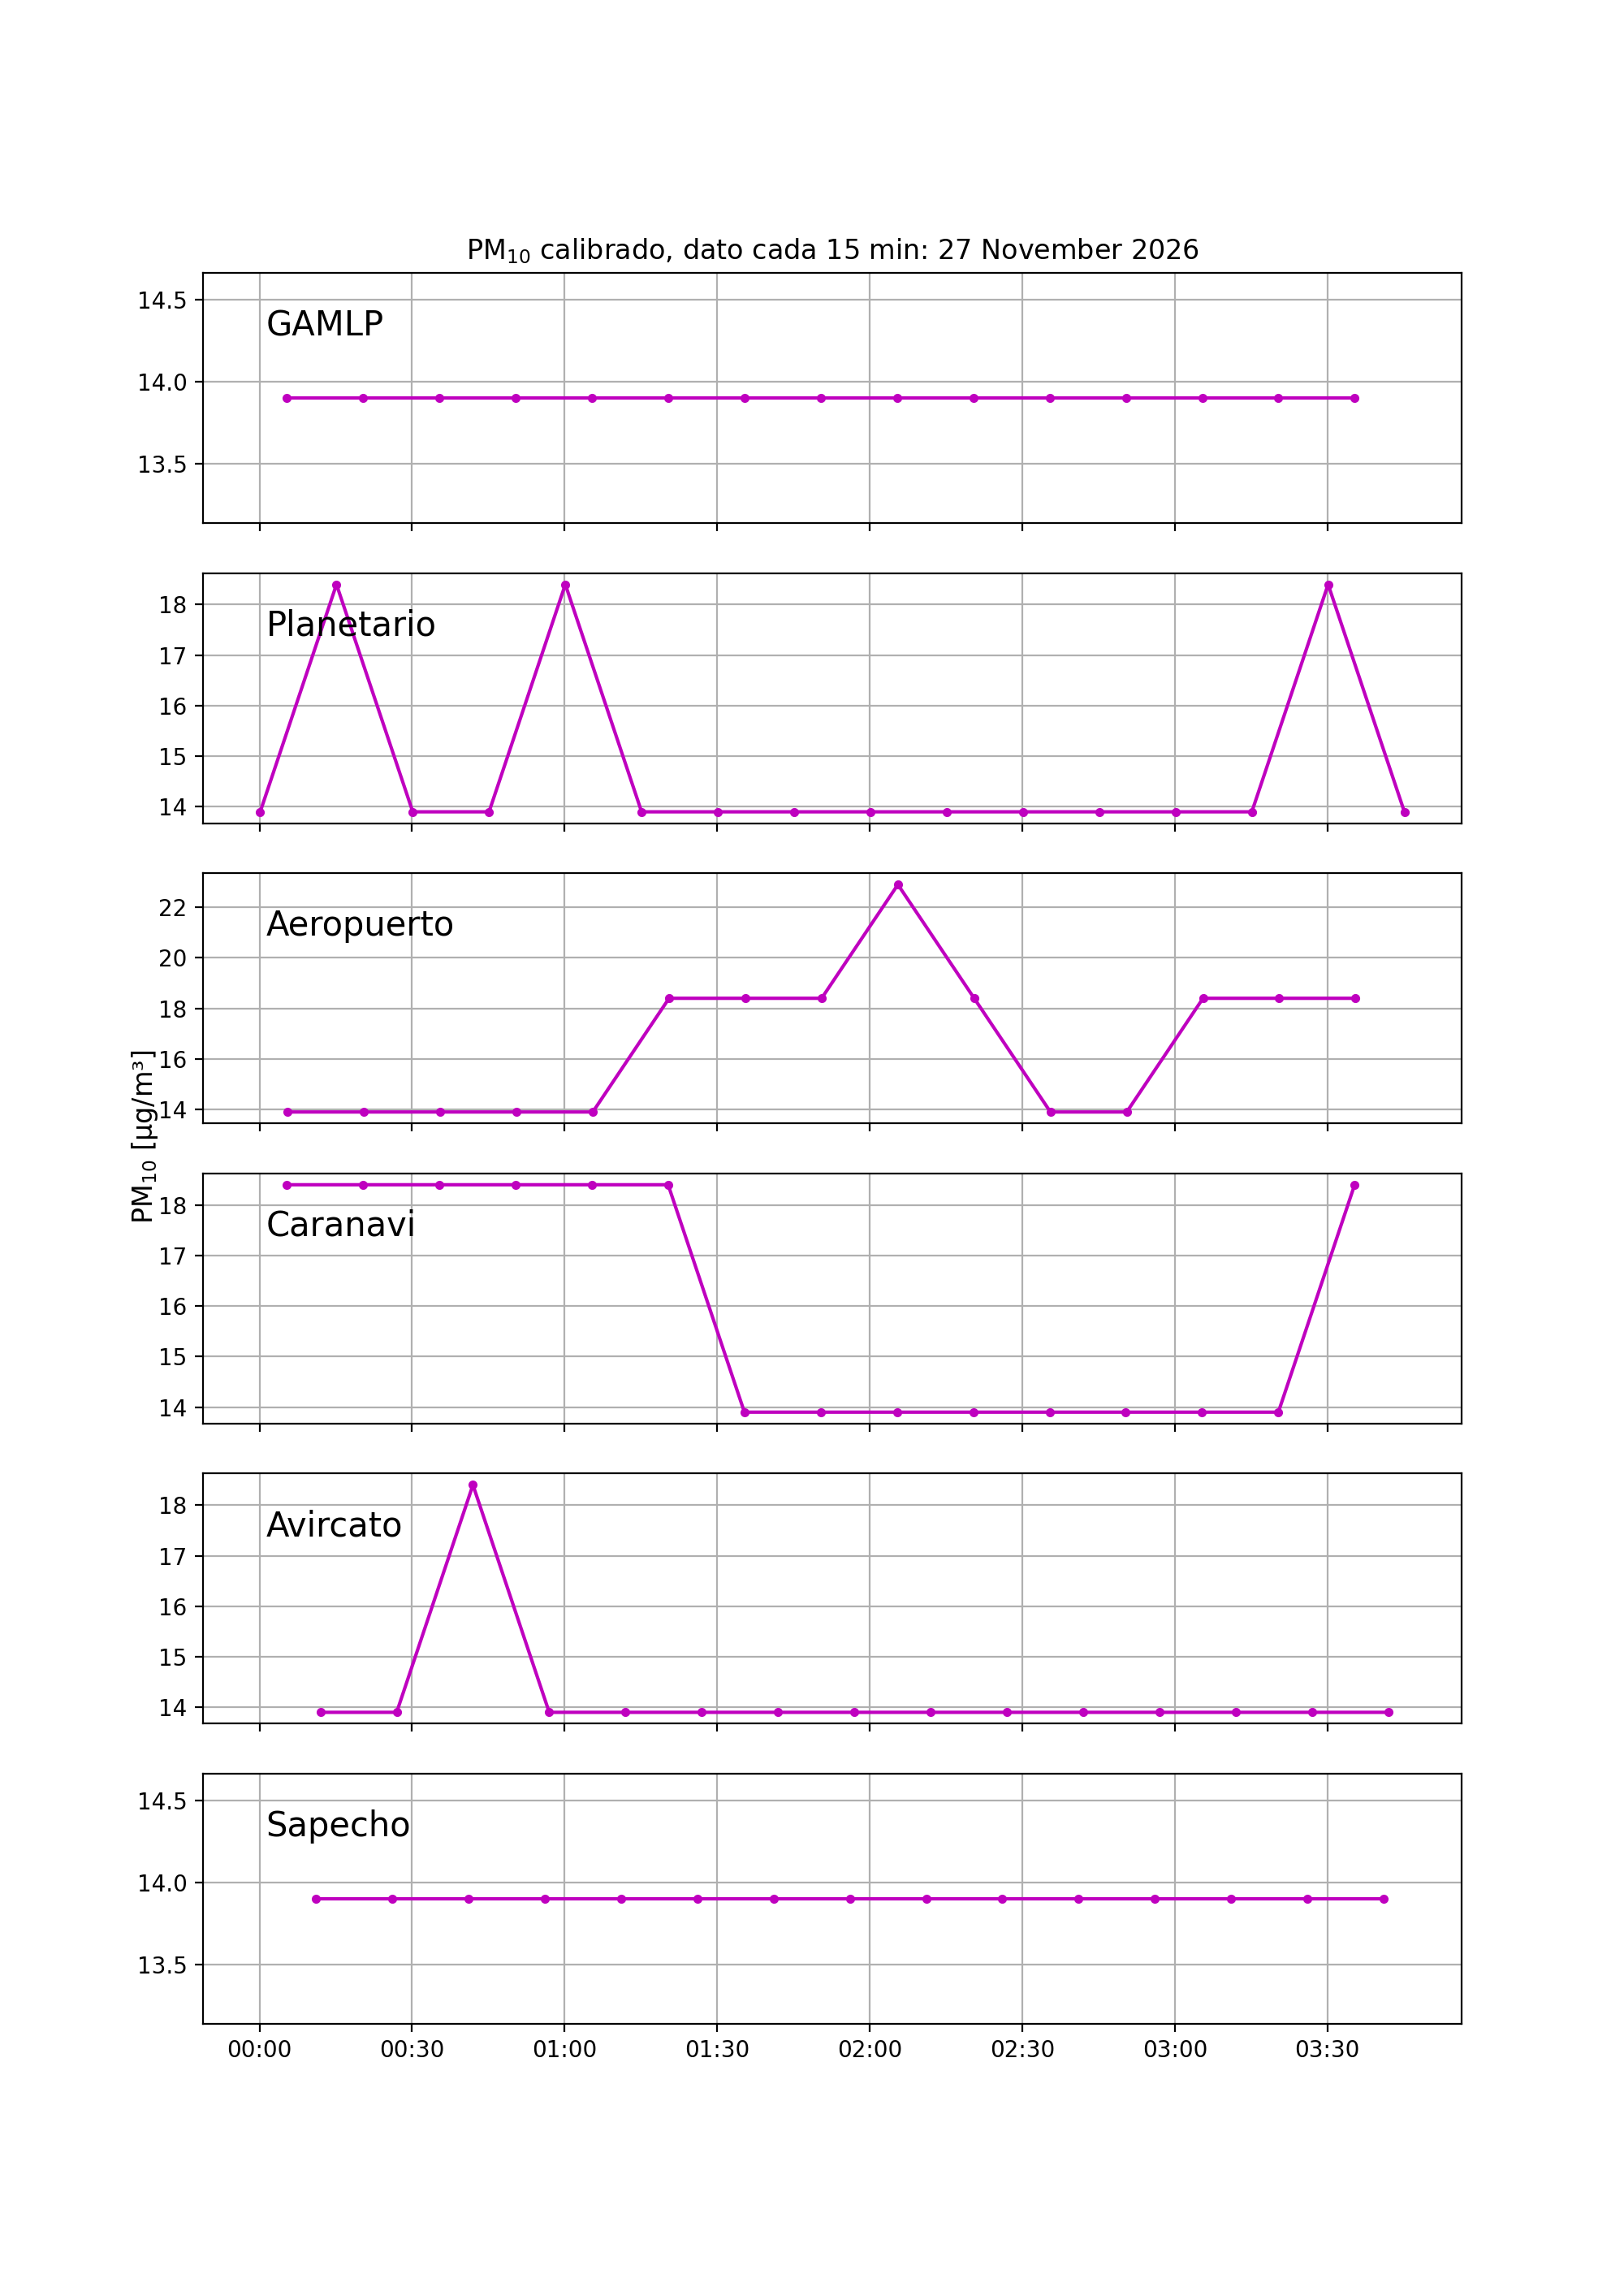 PM₁₀ calibrado, dato cada 15 min: 27 November 2026
14.5
GAMLP
14.0
13.5
18
Planetario
17
16
15
14
22
Aeropuerto
20
18
16
14
PM₁₀ [µg/m³]
18
Caranavi
17
16
15
14
18
Avircato
17
16
15
14
14.5
Sapecho
14.0
13.5
00:00 00:30 01:00 01:30 02:00 02:30 03:00 03:30